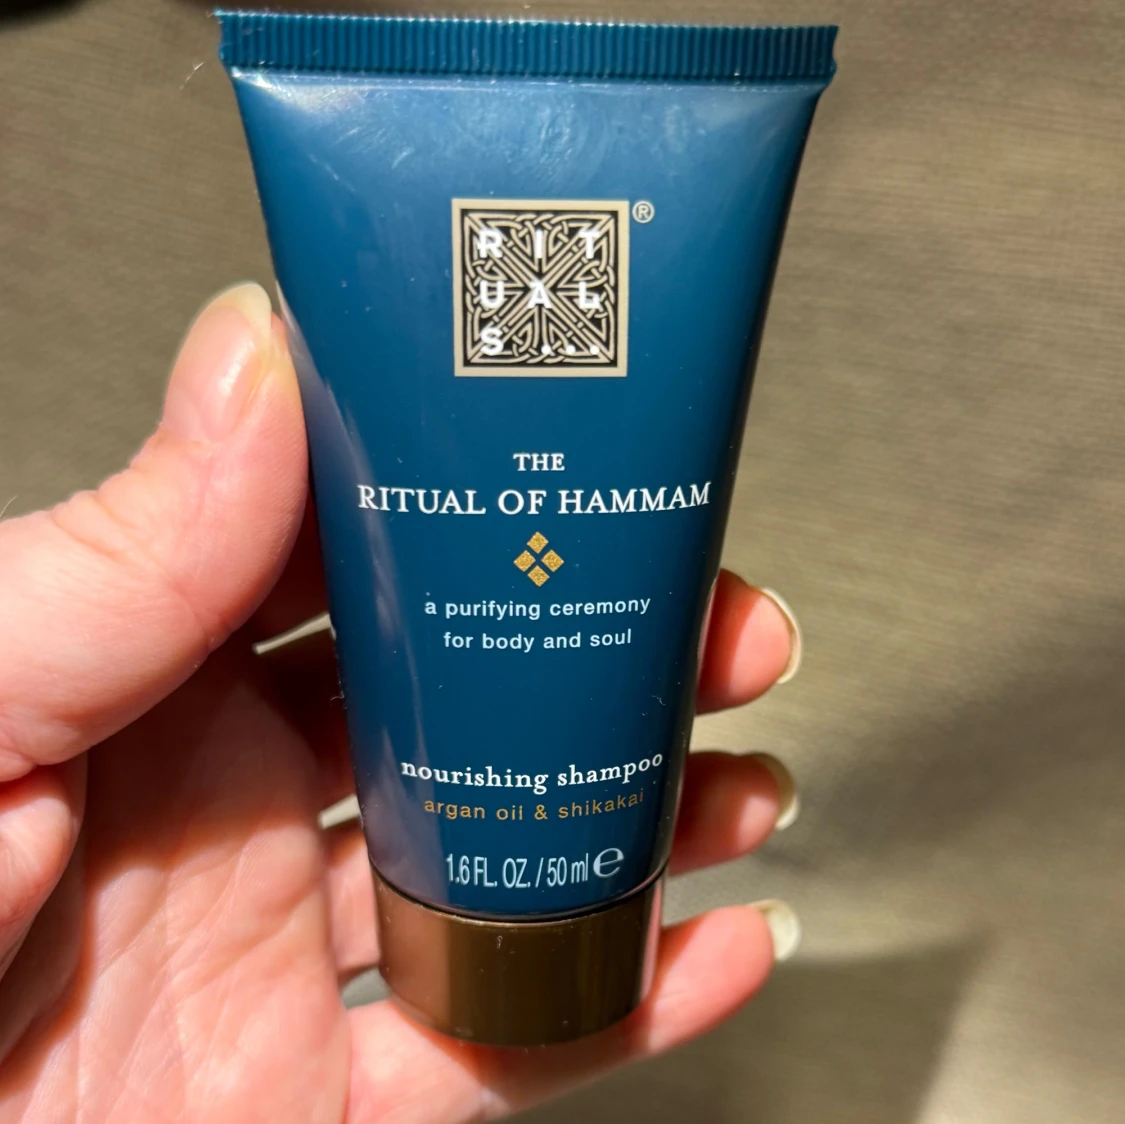 RIT
UAL
S...
®
THE
RITUAL OF HAMMAM
a purifying ceremony
for body and soul
nourishing shampoo
argan oil & shikakai
1.6 FL. OZ. / 50 ml ℮